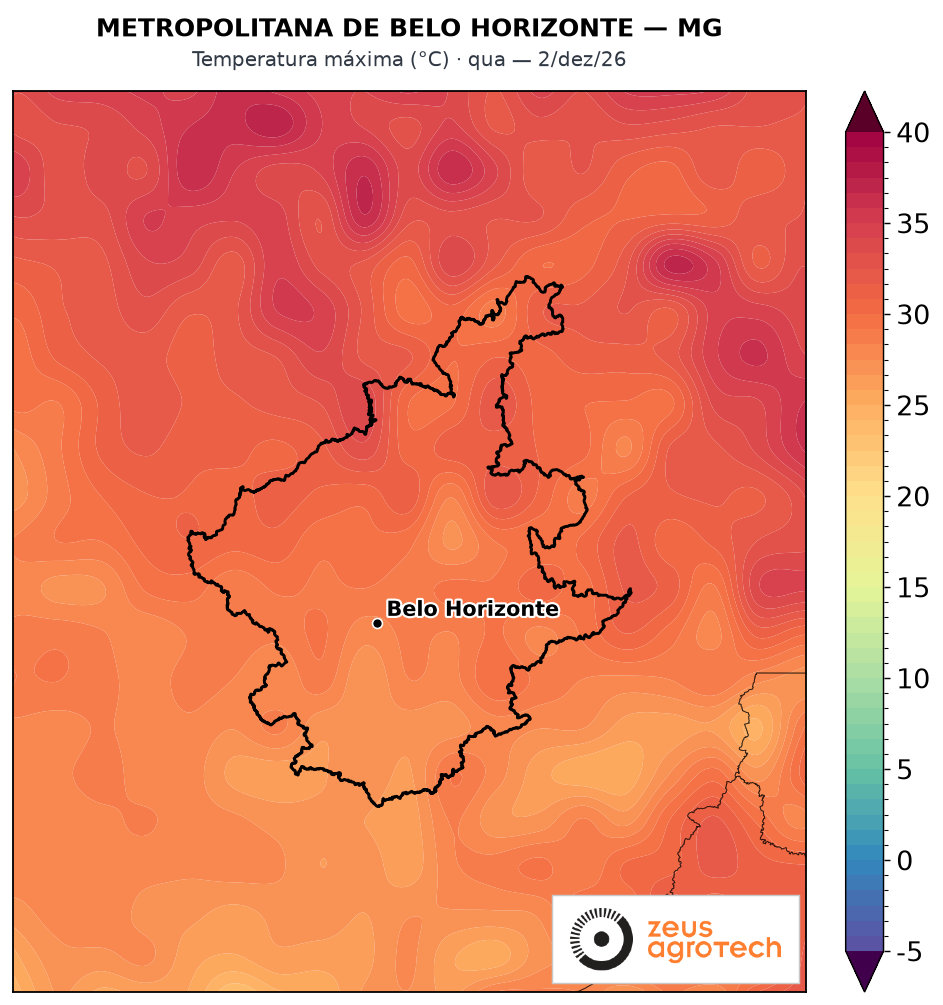 METROPOLITANA DE BELO HORIZONTE — MG
Temperatura máxima (°C) · qua — 2/dez/26
40
35
30
25
20
15
10
5
0
-5
Belo Horizonte
zeus
agrotech